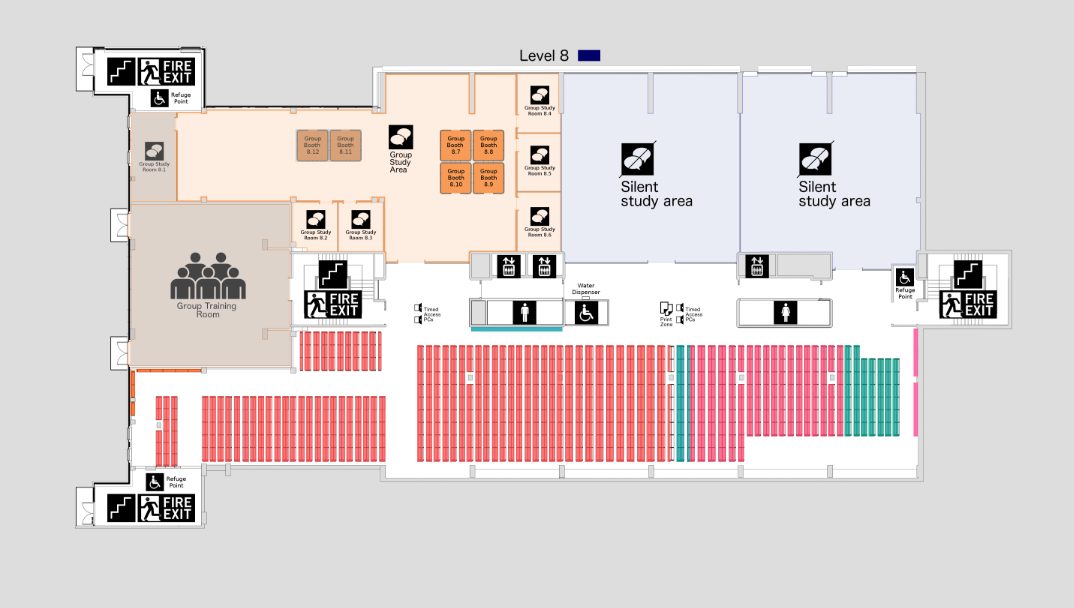 Level 8
FIRE
EXIT
Refuge
Point
Group Study
Room 8.1
Group
Booth
8.12
Group
Booth
8.11
Group
Study
Area
Group
Booth
8.7
Group
Booth
8.8
Group
Booth
8.10
Group
Booth
8.9
Group Study
Room 8.4
Group Study
Room 8.5
Group Study
Room 8.6
Silent
study area
Silent
study area
Group Study
Room 8.2
Group Study
Room 8.3
Group Training
Room
FIRE
EXIT
Timed
Access
PCs
Water
Dispenser
Print
Zone
Timed
Access
PCs
Refuge
Point
FIRE
EXIT
Refuge
Point
FIRE
EXIT